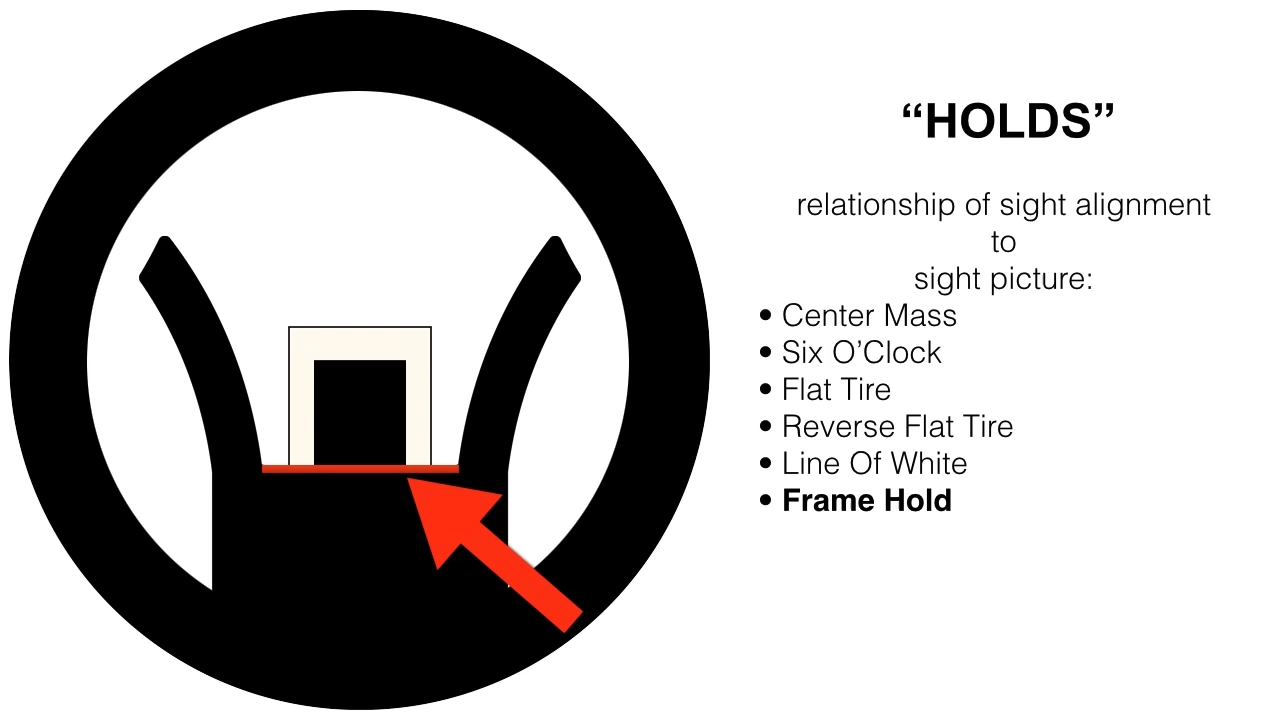 “HOLDS”
relationship of sight alignment
to
sight picture:
• Center Mass
• Six O’Clock
• Flat Tire
• Reverse Flat Tire
• Line Of White
• Frame Hold